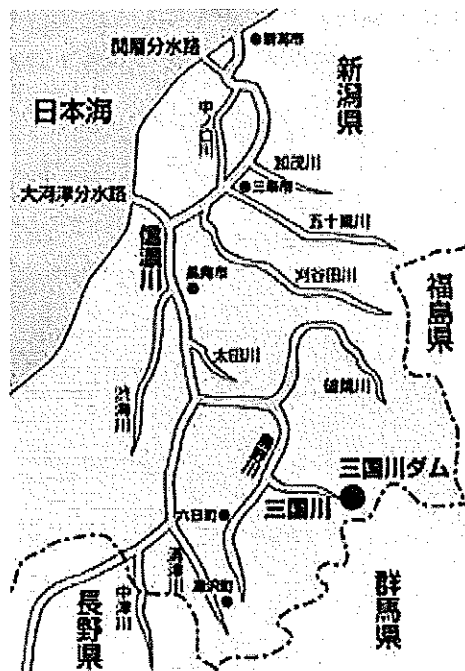 関屋分水路
新潟市
新潟県
日本海
中ノ口川
加茂川
三条市
大河津分水路
五十嵐川
信濃川
長岡市
刈谷田川
福島県
太田川
渋海川
破間川
魚野川
三国川ダム
三国川
六日町
清津川
湯沢町
中津川
長野県
群馬県